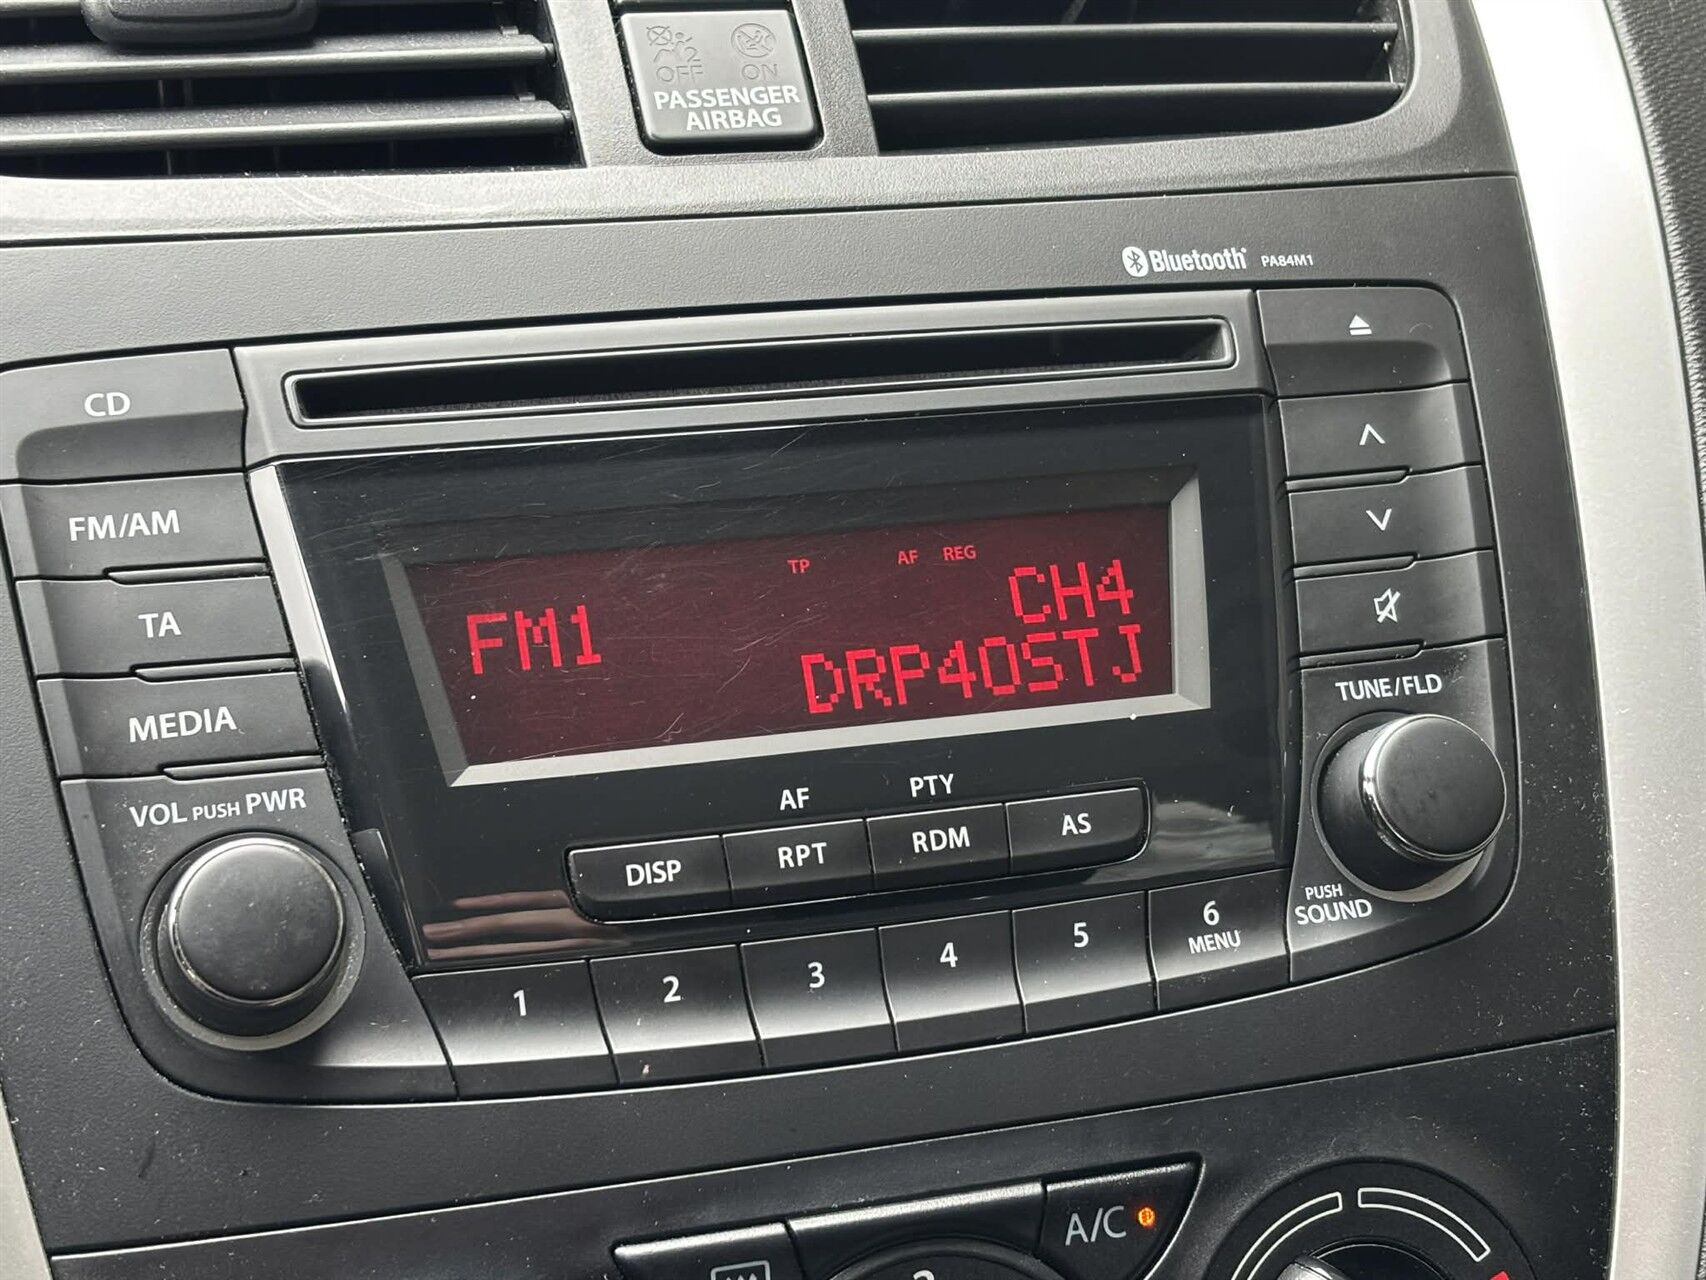 OFF ON
PASSENGER
AIRBAG
Bluetooth PA84M1
CD
FM/AM
TA
MEDIA
VOL PUSH PWR
TP AF REG
FM1 CH4
DRP4OSTJ
TUNE/FLD
AF PTY
DISP RPT RDM AS
PUSH
SOUND
1 2 3 4 5 6
MENU
A/C